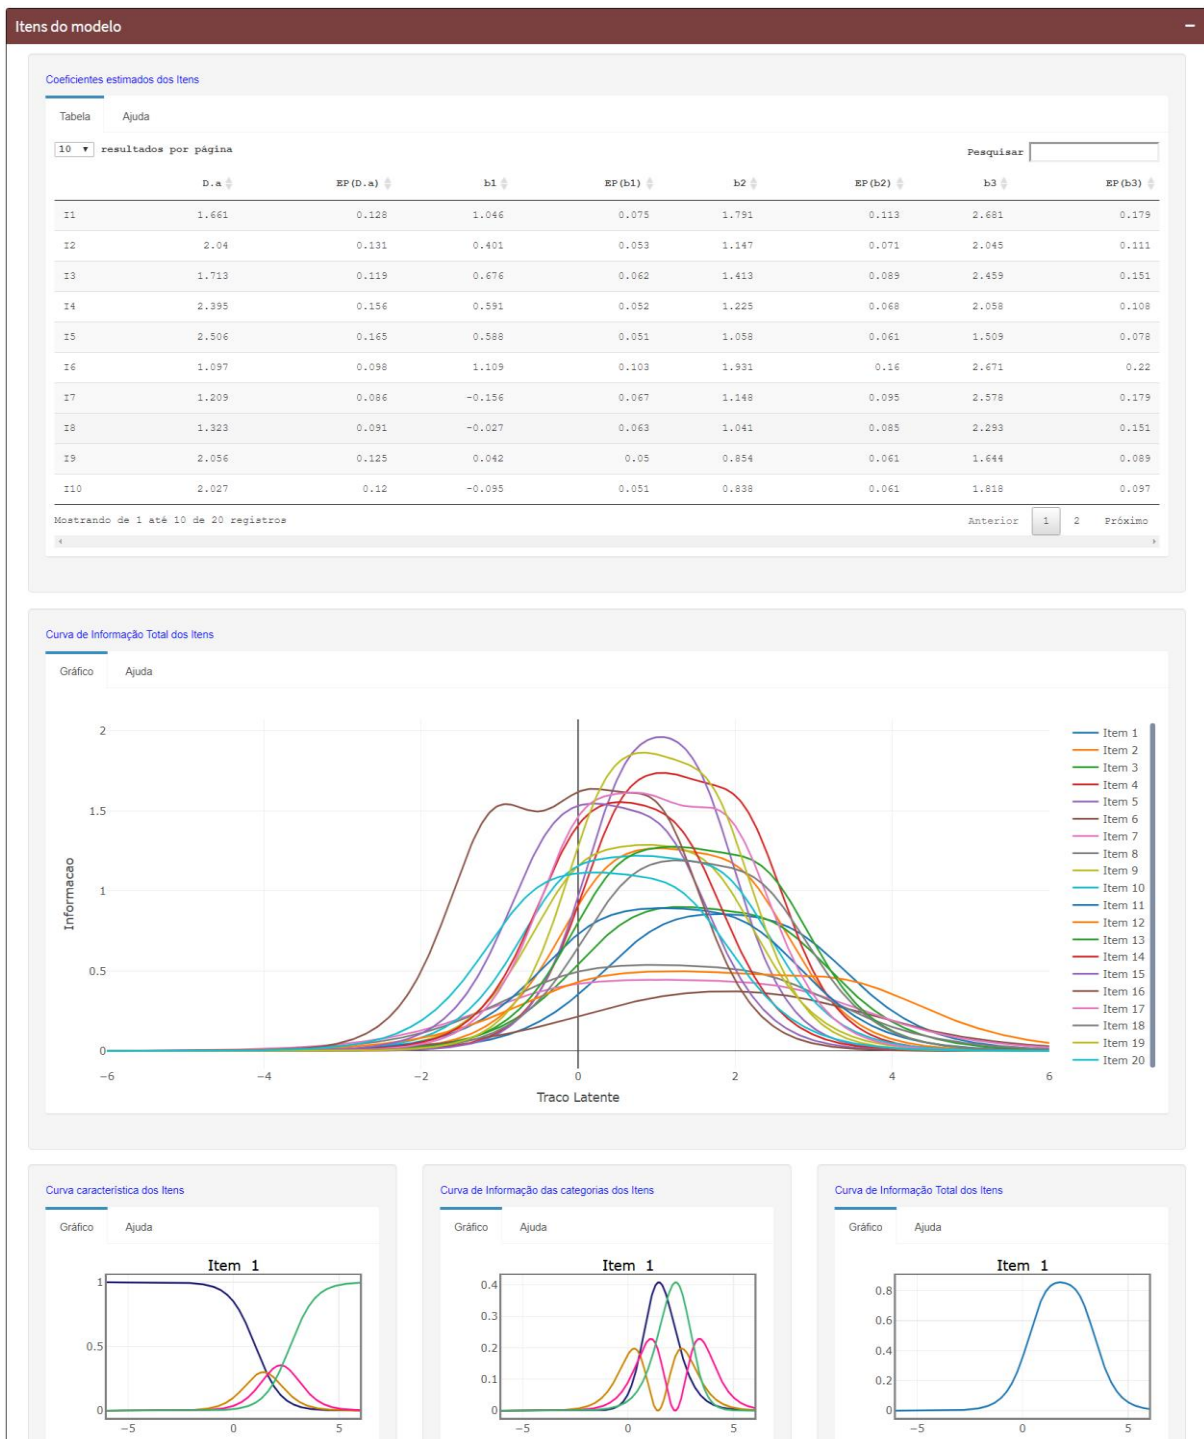 Itens do modelo
Coeficientes estimados dos Itens
Tabela Ajuda
10 resultados por página Pesquisar
D.a EP(D.a) b1 EP(b1) b2 EP(b2) b3 EP(b3)
I1 1.661 0.128 1.046 0.075 1.791 0.113 2.681 0.179
I2 2.04 0.131 0.401 0.053 1.147 0.071 2.045 0.111
I3 1.713 0.119 0.676 0.062 1.413 0.089 2.459 0.151
I4 2.395 0.156 0.591 0.052 1.225 0.068 2.058 0.108
I5 2.506 0.165 0.588 0.051 1.058 0.061 1.509 0.078
I6 1.097 0.098 1.109 0.103 1.931 0.16 2.671 0.22
I7 1.209 0.086 -0.156 0.067 1.148 0.095 2.578 0.179
I8 1.323 0.091 -0.027 0.063 1.041 0.085 2.293 0.151
I9 2.056 0.125 0.042 0.05 0.854 0.061 1.644 0.089
I10 2.027 0.12 -0.095 0.051 0.838 0.061 1.818 0.097
Mostrando de 1 até 10 de 20 registros Anterior 1 2 Próximo
Curva de Informação Total dos Itens
Gráfico Ajuda
2
1.5
1
0.5
0
Informacao
−6 −4 −2 0 2 4 6
Traco Latente
Item 1
Item 2
Item 3
Item 4
Item 5
Item 6
Item 7
Item 8
Item 9
Item 10
Item 11
Item 12
Item 13
Item 14
Item 15
Item 16
Item 17
Item 18
Item 19
Item 20
Curva característica dos Itens
Gráfico Ajuda
Item 1
1
0.5
0
−5 0 5
Curva de Informação das categorias dos Itens
Gráfico Ajuda
Item 1
0.4
0.3
0.2
0.1
0
−5 0 5
Curva de Informação Total dos Itens
Gráfico Ajuda
Item 1
0.8
0.6
0.4
0.2
0
−5 0 5